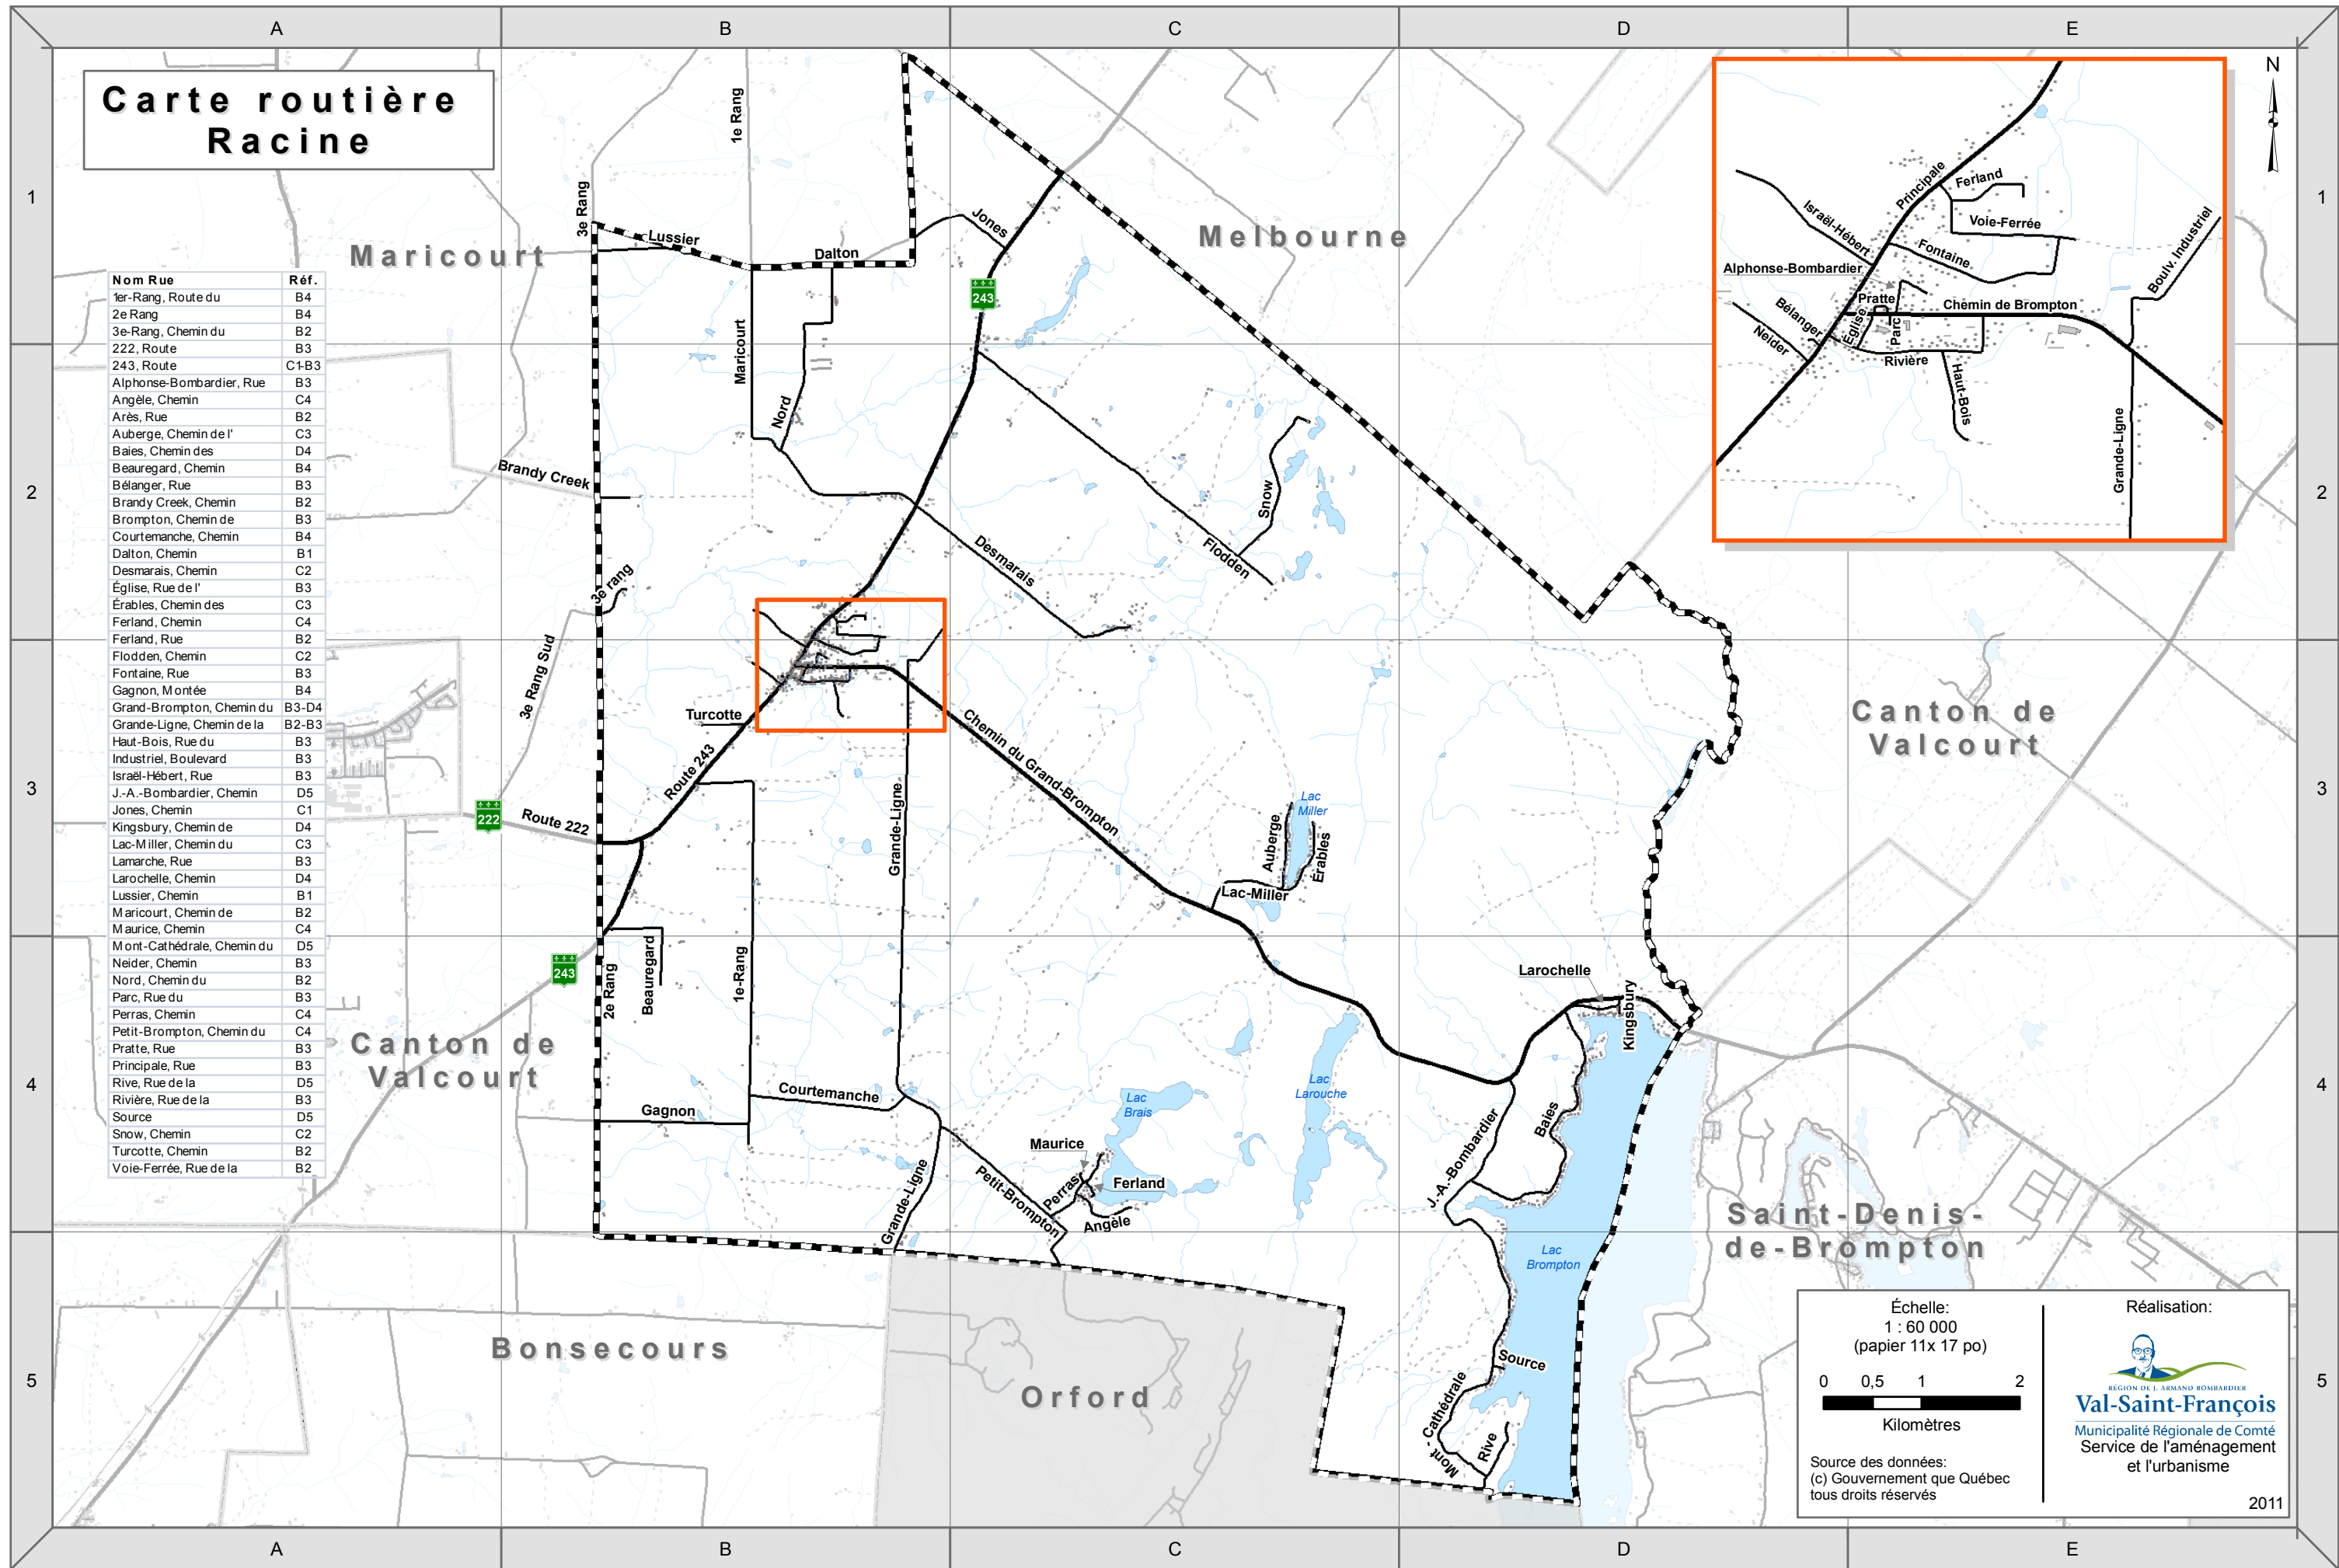 A B C D E
Carte routière
Racine
N
1
2
3
4
5
Nom Rue Réf.
1er-Rang, Route du B4
2e Rang B4
3e-Rang, Chemin du B2
222, Route B3
243, Route C1-B3
Alphonse-Bombardier, Rue B3
Angèle, Chemin C4
Arès, Rue B2
Auberge, Chemin de l' C3
Baies, Chemin des D4
Beauregard, Chemin B4
Bélanger, Rue B3
Brandy Creek, Chemin B2
Brompton, Chemin de B3
Courtemanche, Chemin B4
Dalton, Chemin B1
Desmarais, Chemin C2
Église, Rue de l' B3
Érables, Chemin des C3
Ferland, Chemin C4
Ferland, Rue B2
Flodden, Chemin C2
Fontaine, Rue B3
Gagnon, Montée B4
Grand-Brompton, Chemin du B3-D4
Grande-Ligne, Chemin de la B2-B3
Haut-Bois, Rue du B3
Industriel, Boulevard B3
Israël-Hébert, Rue B3
J.-A.-Bombardier, Chemin D5
Jones, Chemin C1
Kingsbury, Chemin de D4
Lac-Miller, Chemin du C3
Lamarche, Rue B3
Larochelle, Chemin D4
Lussier, Chemin B1
Maricourt, Chemin de B2
Maurice, Chemin C4
Mont-Cathédrale, Chemin du D5
Neider, Chemin B3
Nord, Chemin du B2
Parc, Rue du B3
Perras, Chemin C4
Petit-Brompton, Chemin du C4
Pratte, Rue B3
Principale, Rue B3
Rive, Rue de la D5
Rivière, Rue de la B3
Source D5
Snow, Chemin C2
Turcotte, Chemin B2
Voie-Ferrée, Rue de la B2
Maricourt
Melbourne
Canton de
Valcourt
Canton de
Valcourt
Saint-Denis-
de-Brompton
Bonsecours
Orford
1e Rang
3e Rang
Lussier
Dalton
Jones
243
Maricourt
Nord
Brandy Creek
Snow
Flodden
Desmarais
3e rang
3e Rang Sud
Turcotte
Route 243
222
Route 222
Grande-Ligne
Chemin du Grand-Brompton
Lac
Miller
Auberge
Érables
Lac-Miller
243
2e Rang
Beauregard
1e-Rang
Larochelle
Kingsbury
Lac
Larouche
Lac
Brais
Courtemanche
Gagnon
Maurice
Perras
Ferland
Angèle
Petit-Brompton
Grande-Ligne
J.-A.-Bombardier
Baies
Lac
Brompton
Source
Mont-Cathédrale
Rive
Principale
Ferland
Israël-Hébert
Voie-Ferrée
Fontaine
Boulv. Industriel
Alphonse-Bombardier
Pratte
Chemin de Brompton
Bélanger
Église
Parc
Neider
Rivière
Haut-Bois
Grande-Ligne
Échelle:
1 : 60 000
(papier 11x 17 po)
0 0,5 1 2
Kilomètres
Source des données:
(c) Gouvernement que Québec
tous droits réservés
Réalisation:
RÉGION DE J. ARMAND BOMBARDIER
Val-Saint-François
Municipalité Régionale de Comté
Service de l'aménagement
et l'urbanisme
2011
1
2
3
4
5
A B C D E